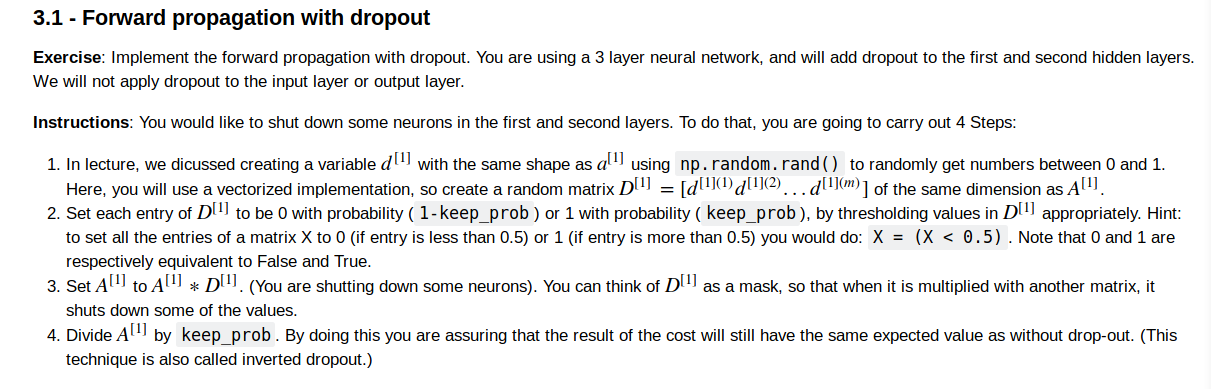 3.1 - Forward propagation with dropout
Exercise: Implement the forward propagation with dropout. You are using a 3 layer neural network, and will add dropout to the first and second hidden layers.
We will not apply dropout to the input layer or output layer.
Instructions: You would like to shut down some neurons in the first and second layers. To do that, you are going to carry out 4 Steps:
1. In lecture, we dicussed creating a variable d^[1] with the same shape as a^[1] using np.random.rand() to randomly get numbers between 0 and 1.
Here, you will use a vectorized implementation, so create a random matrix D^[1] = [d^[1](1) d^[1](2) . . . d^[1](m)] of the same dimension as A^[1].
2. Set each entry of D^[1] to be 0 with probability (1-keep_prob) or 1 with probability (keep_prob), by thresholding values in D^[1] appropriately. Hint:
to set all the entries of a matrix X to 0 (if entry is less than 0.5) or 1 (if entry is more than 0.5) you would do: X = (X < 0.5). Note that 0 and 1 are
respectively equivalent to False and True.
3. Set A^[1] to A^[1] * D^[1]. (You are shutting down some neurons). You can think of D^[1] as a mask, so that when it is multiplied with another matrix, it
shuts down some of the values.
4. Divide A^[1] by keep_prob. By doing this you are assuring that the result of the cost will still have the same expected value as without drop-out. (This
technique is also called inverted dropout.)